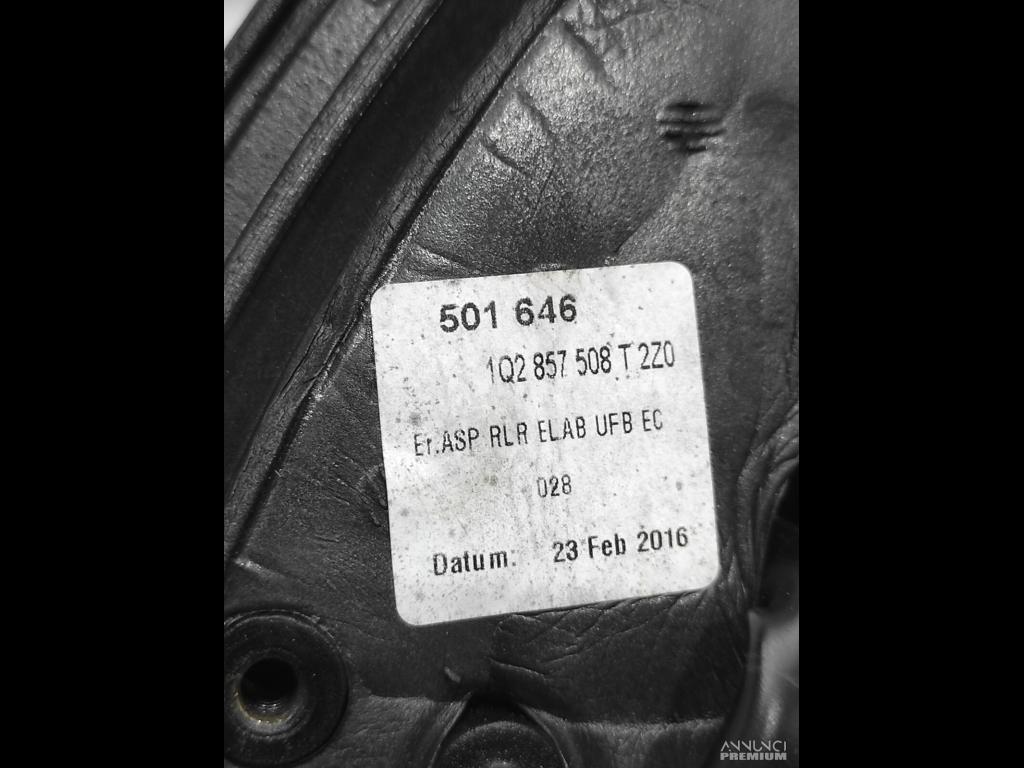 501 646
1Q2 857 508 T 2Z0
Er.ASP RLR ELAB UFB EC
028
Datum: 23 Feb 2016
ANNUNCI
PREMIUM